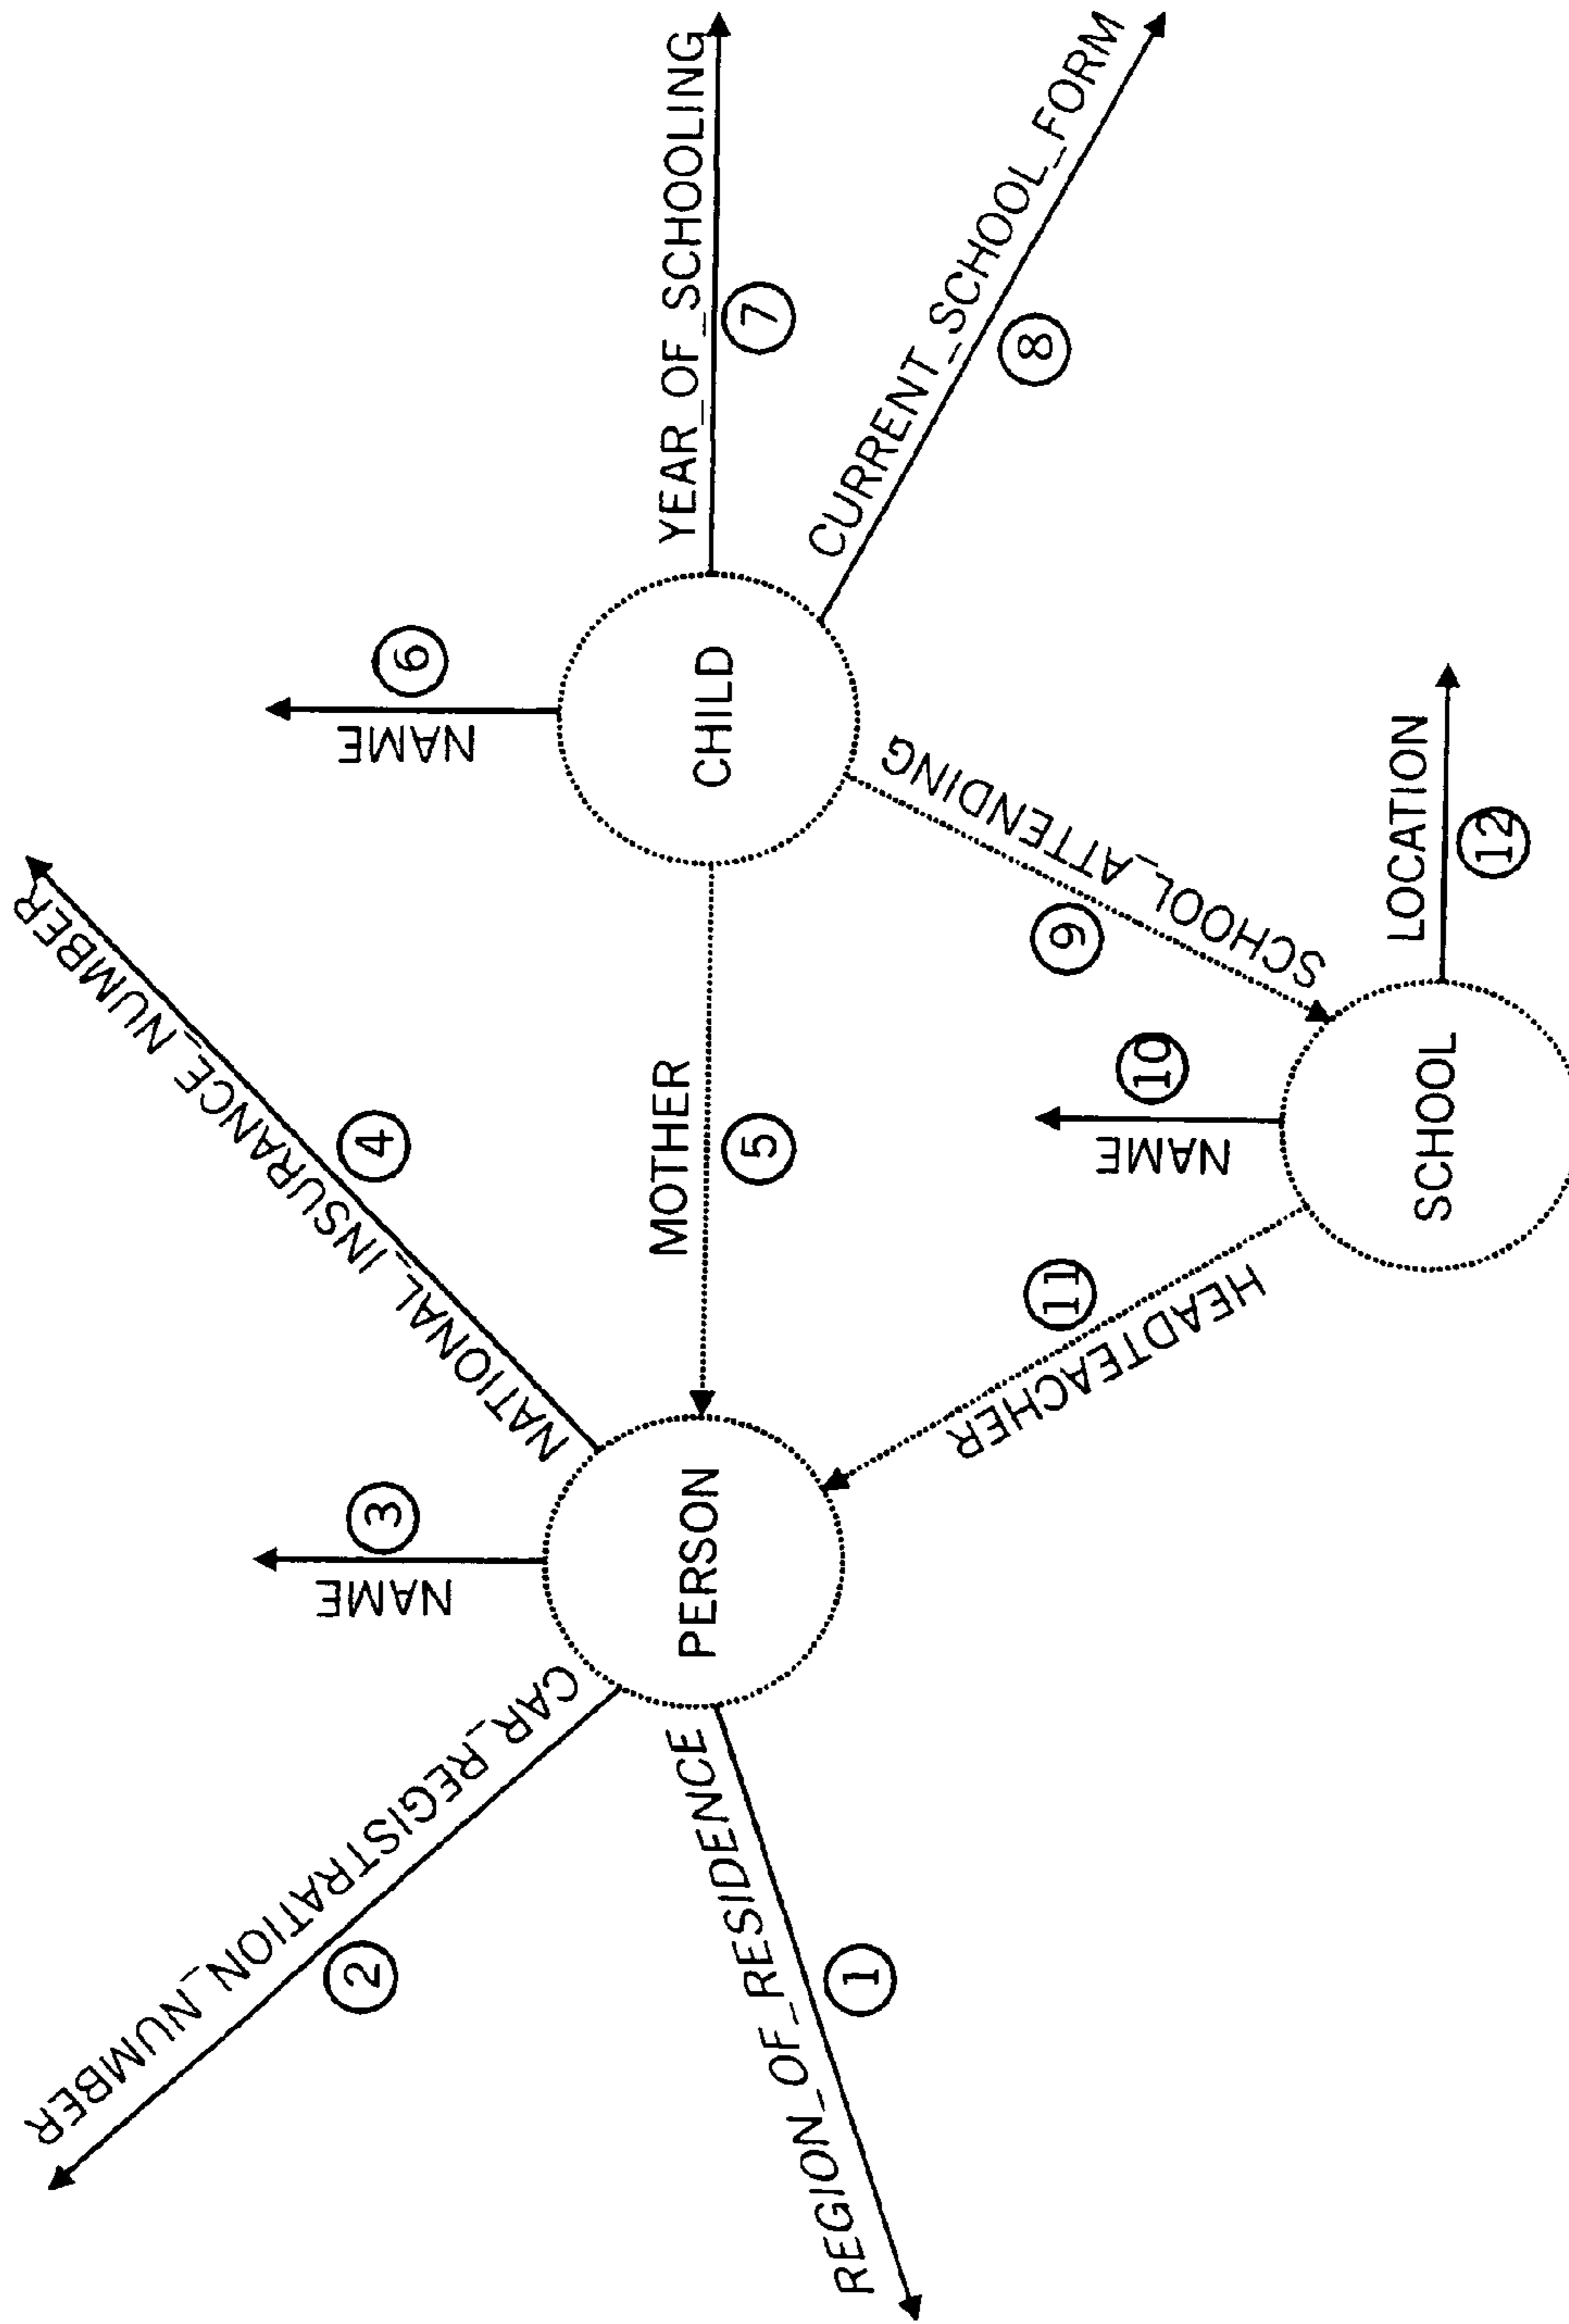 REGION_OF_RESIDENCE
1
CAR_REGISTRATION_NUMBER
2
NAME
3
NATIONAL_INSURANCE_NUMBER
4
PERSON
MOTHER
5
NAME
6
CHILD
YEAR_OF_SCHOOLING
7
CURRENT_SCHOOL_FORM
8
SCHOOL_ATTENDING
9
NAME
10
HEADTEACHER
11
SCHOOL
LOCATION
12